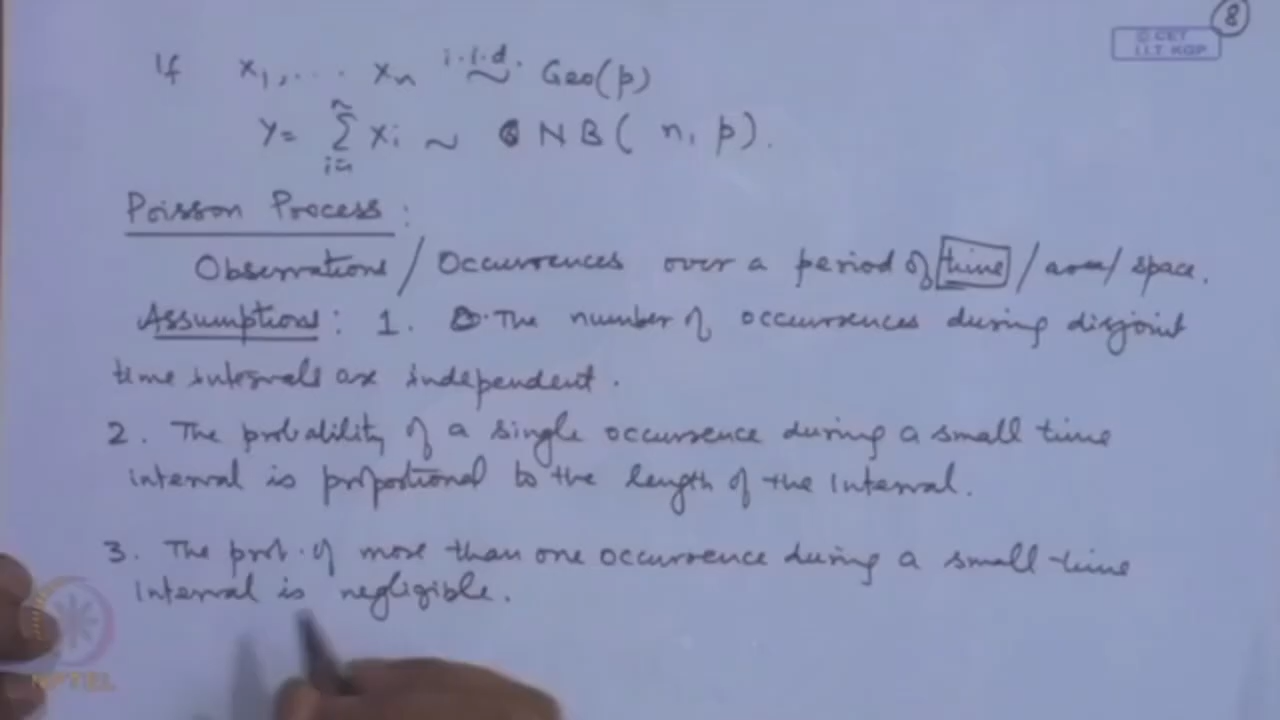 8
© CET
I.I.T. KGP
If X1, .... Xn i.i.d. ~ Geo(p)
Y = Σ Xi ~ NB( n, p).
i=1
Poisson Process :
Observations / Occurrences over a period of time / area / space.
Assumptions : 1. The number of occurrences during disjoint
time intervals are independent.
2. The probability of a single occurrence during a small time
interval is proportional to the length of the interval.
3. The prob. of more than one occurrence during a small time
interval is negligible.
NPTEL